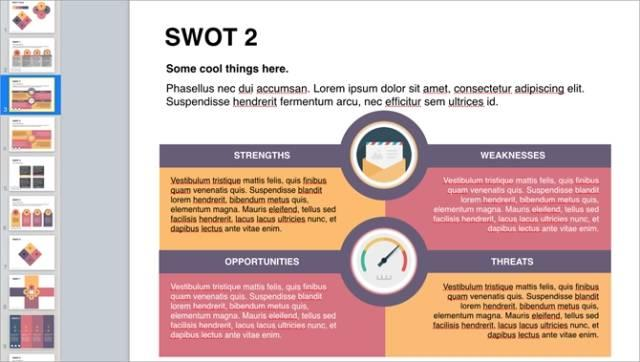 SWOT 2
Some cool things here.
Phasellus nec dui accumsan. Lorem ipsum dolor sit amet, consectetur adipiscing elit.
Suspendisse hendrerit fermentum arcu, nec efficitur sem ultrices id.
STRENGTHS
Vestibulum tristique mattis felis, quis finibus
quam venenatis quis. Suspendisse blandit
lorem hendrerit, bibendum metus quis,
elementum magna. Mauris eleifend, tellus sed
facilisis hendrerit, lacus lacus ultricies nunc, et
dapibus lectus ante vitae enim.
WEAKNESSES
Vestibulum tristique mattis felis, quis finibus
quam venenatis quis. Suspendisse blandit
lorem hendrerit, bibendum metus quis,
elementum magna. Mauris eleifend, tellus sed
facilisis hendrerit, lacus lacus ultricies nunc, et
dapibus lectus ante vitae enim.
OPPORTUNITIES
Vestibulum tristique mattis felis, quis finibus
quam venenatis quis. Suspendisse blandit
lorem hendrerit, bibendum metus quis,
elementum magna. Mauris eleifend, tellus sed
facilisis hendrerit, lacus lacus ultricies nunc, et
dapibus lectus ante vitae enim.
THREATS
Vestibulum tristique mattis felis, quis finibus
quam venenatis quis. Suspendisse blandit
lorem hendrerit, bibendum metus quis,
elementum magna. Mauris eleifend, tellus sed
facilisis hendrerit, lacus lacus ultricies nunc, et
dapibus lectus ante vitae enim.